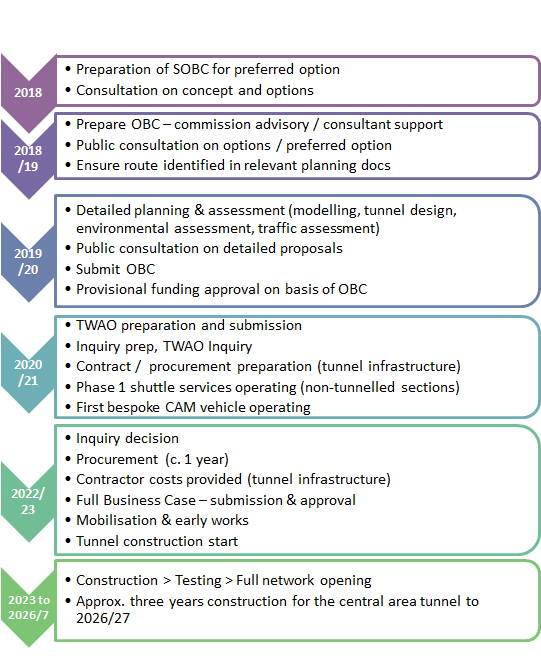 2018
• Preparation of SOBC for preferred option
• Consultation on concept and options
2018
/19
• Prepare OBC – commission advisory / consultant support
• Public consultation on options / preferred option
• Ensure route identified in relevant planning docs
2019
/20
• Detailed planning & assessment (modelling, tunnel design,
environmental assessment, traffic assessment)
• Public consultation on detailed proposals
• Submit OBC
• Provisional funding approval on basis of OBC
2020
/21
• TWAO preparation and submission
• Inquiry prep, TWAO Inquiry
• Contract / procurement preparation (tunnel infrastructure)
• Phase 1 shuttle services operating (non-tunnelled sections)
• First bespoke CAM vehicle operating
2022/
23
• Inquiry decision
• Procurement (c. 1 year)
• Contractor costs provided (tunnel infrastructure)
• Full Business Case – submission & approval
• Mobilisation & early works
• Tunnel construction start
2023 to
2026/7
• Construction > Testing > Full network opening
• Approx. three years construction for the central area tunnel to
2026/27